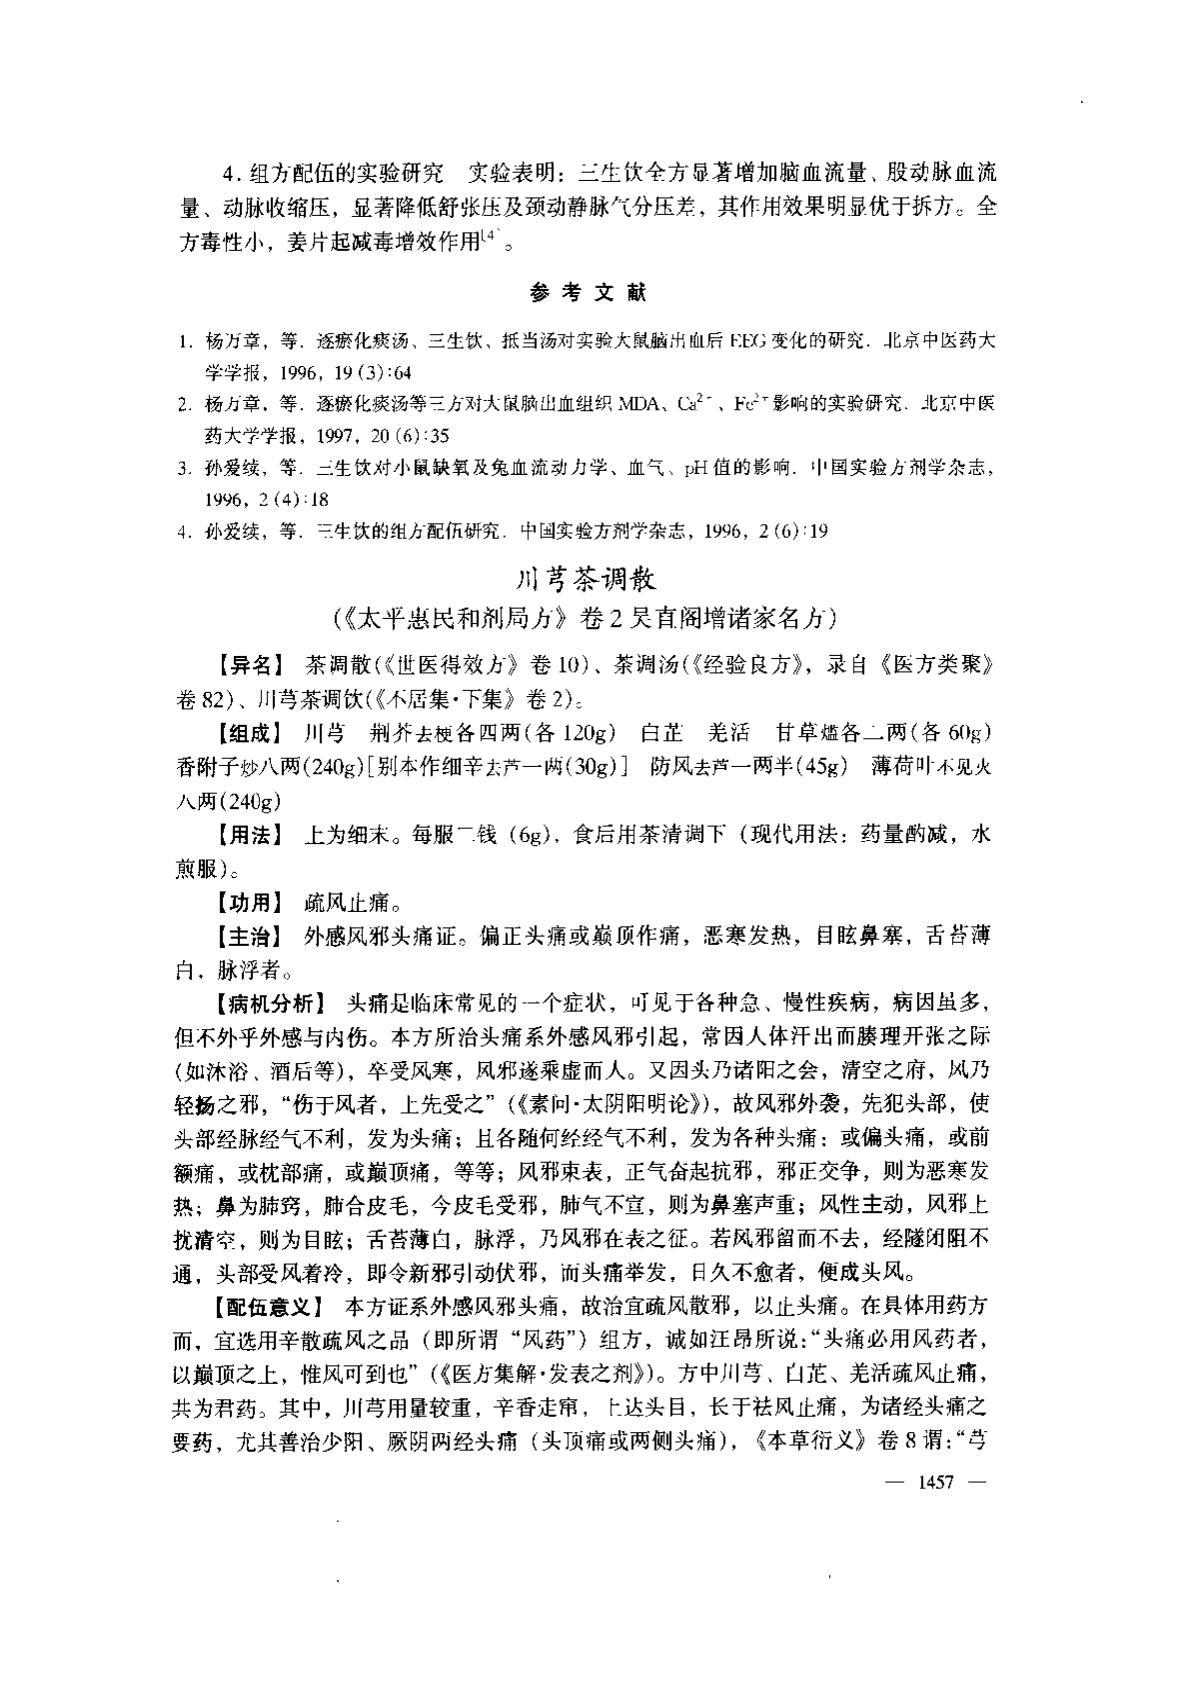 4. 组方配伍的实验研究　实验表明：三生饮全方显著增加脑血流量、股动脉血流
量、动脉收缩压，显著降低舒张压及颈动静脉气分压差，其作用效果明显优于拆方。全
方毒性小，姜片起减毒增效作用[4]。
参 考 文 献
1. 杨万章，等．逐瘀化痰汤、三生饮、抵当汤对实验大鼠脑出血后 EEG 变化的研究．北京中医药大
学学报，1996，19 (3):64
2. 杨万章，等．逐瘀化痰汤等三方对大鼠脑出血组织 MDA、Ca²⁺、Fe²⁺影响的实验研究．北京中医
药大学学报，1997，20 (6):35
3. 孙爱续，等．三生饮对小鼠缺氧及兔血流动力学、血气、pH 值的影响．中国实验方剂学杂志，
1996，2 (4):18
4. 孙爱续，等．三生饮的组方配伍研究．中国实验方剂学杂志，1996，2 (6):19
川芎茶调散
(《太平惠民和剂局方》卷 2 吴直阁增诸家名方)
【异名】　茶调散(《世医得效方》卷 10)、茶调汤(《经验良方》，录自《医方类聚》
卷 82)、川芎茶调饮(《不居集·下集》卷 2)。
【组成】　川芎　荆芥去梗各四两(各 120g)　白芷　羌活　甘草爁各二两(各 60g)
香附子炒八两(240g)[别本作细辛去芦一两(30g)]　防风去芦一两半(45g)　薄荷叶不见火
八两(240g)
【用法】　上为细末。每服二钱 (6g)，食后用茶清调下（现代用法：药量酌减，水
煎服）。
【功用】　疏风止痛。
【主治】　外感风邪头痛证。偏正头痛或巅顶作痛，恶寒发热，目眩鼻塞，舌苔薄
白，脉浮者。
【病机分析】　头痛是临床常见的一个症状，可见于各种急、慢性疾病，病因虽多，
但不外乎外感与内伤。本方所治头痛系外感风邪引起，常因人体汗出而腠理开张之际
（如沐浴、酒后等），卒受风寒，风邪遂乘虚而人。又因头乃诸阳之会，清空之府，风乃
轻扬之邪，“伤于风者，上先受之”（《素问·太阴阳明论》），故风邪外袭，先犯头部，使
头部经脉经气不利，发为头痛；且各随何经经气不利，发为各种头痛：或偏头痛，或前
额痛，或枕部痛，或巅顶痛，等等；风邪束表，正气奋起抗邪，邪正交争，则为恶寒发
热；鼻为肺窍，肺合皮毛，今皮毛受邪，肺气不宣，则为鼻塞声重；风性主动，风邪上
扰清空，则为目眩；舌苔薄白，脉浮，乃风邪在表之征。若风邪留而不去，经隧闭阻不
通，头部受风着冷，即令新邪引动伏邪，而头痛举发，日久不愈者，便成头风。
【配伍意义】　本方证系外感风邪头痛，故治宜疏风散邪，以止头痛。在具体用药方
而，宜选用辛散疏风之品（即所谓“风药”）组方，诚如汪昂所说：“头痛必用风药者，
以巅顶之上，惟风可到也”（《医方集解·发表之剂》）。方中川芎、白芷、羌活疏风止痛，
共为君药。其中，川芎用量较重，辛香走窜，上达头目，长于祛风止痛，为诸经头痛之
要药，尤其善治少阳、厥阴两经头痛（头顶痛或两侧头痛），《本草衍义》卷 8 谓：“芎
— 1457 —